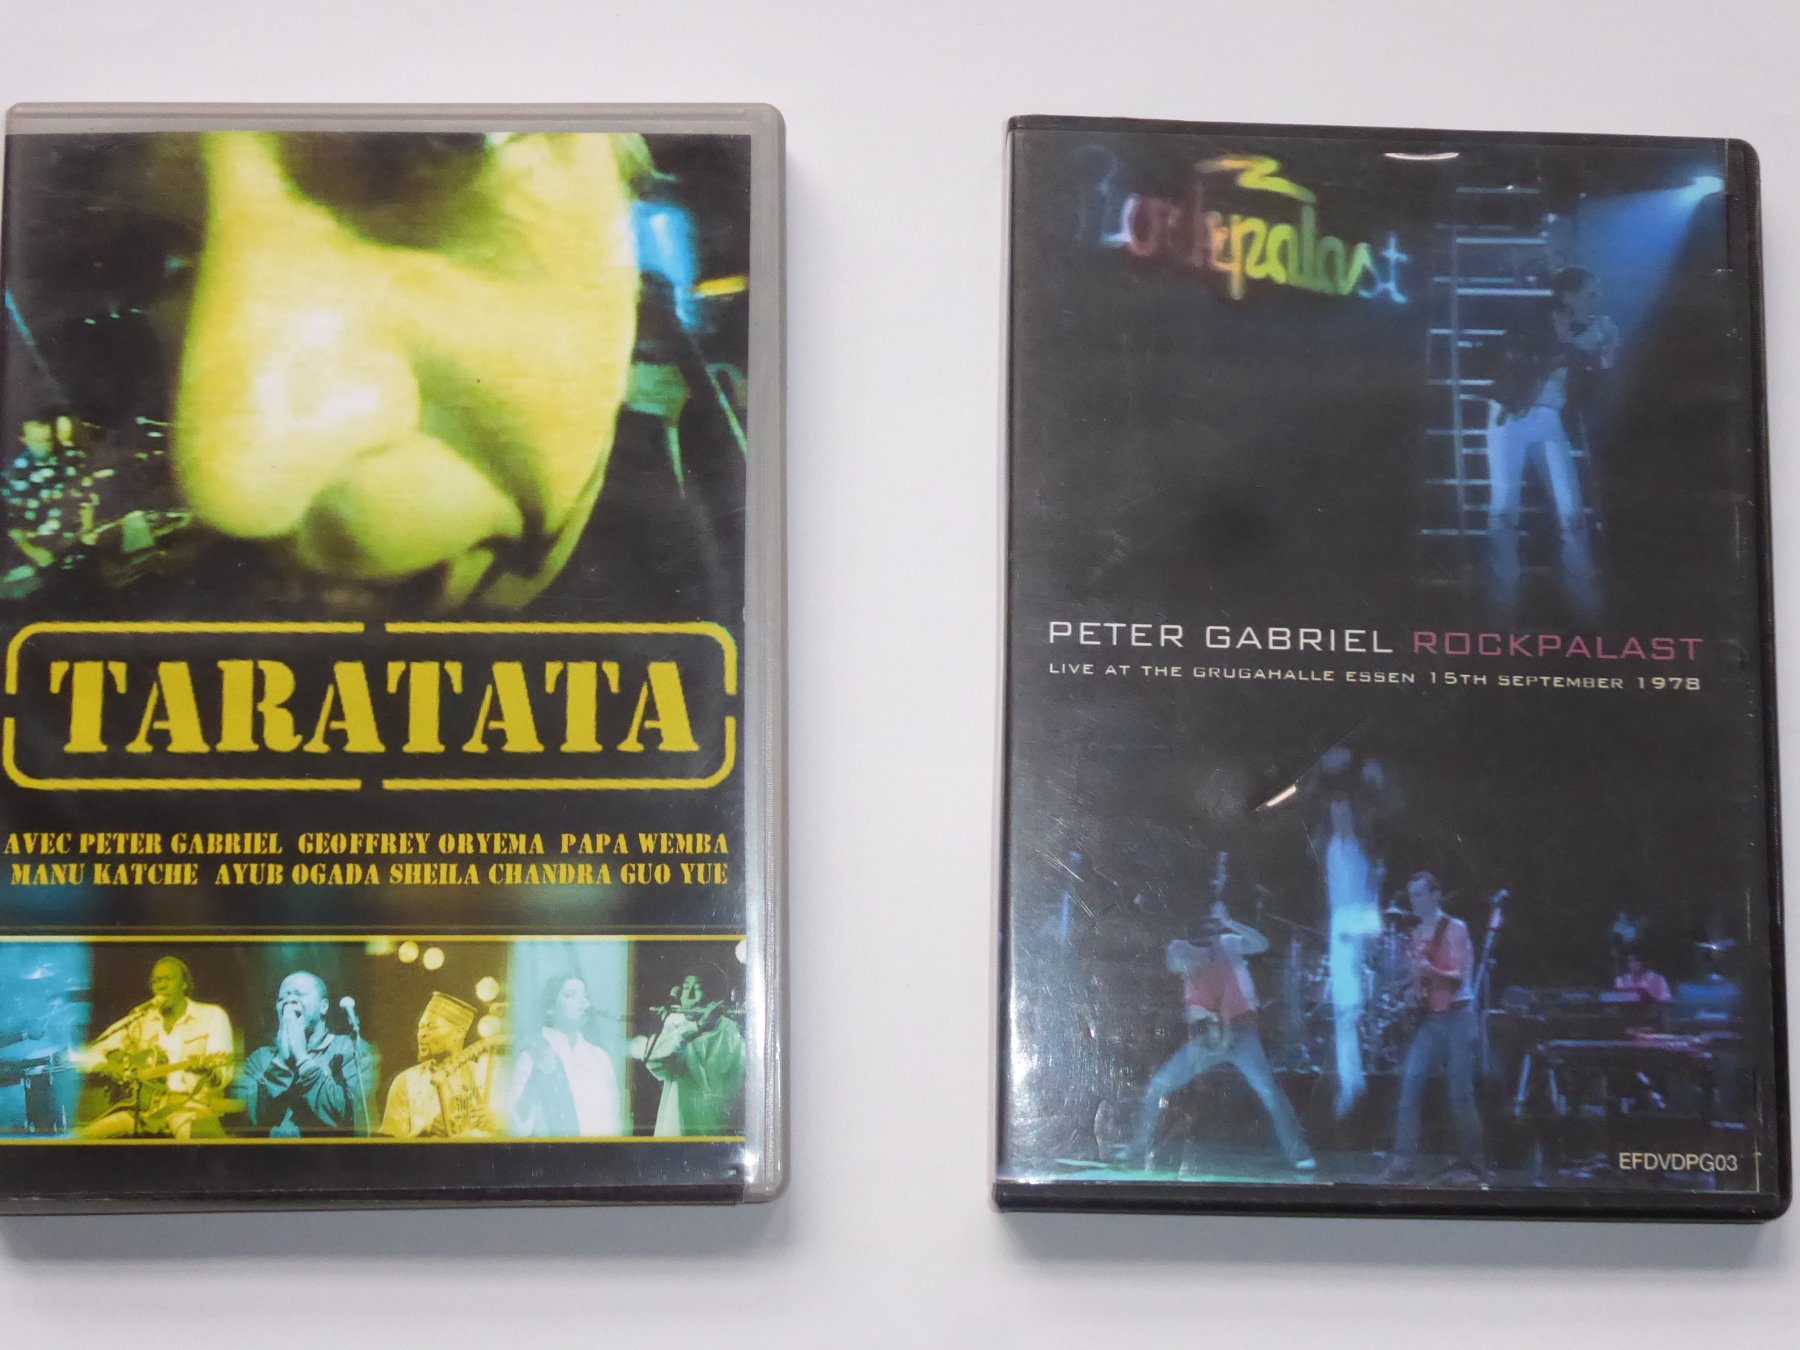 TARATATA
AVEC PETER GABRIEL GEOFFREY ORYEMA PAPA WEMBA
MANU KATCHE AYUB OGADA SHEILA CHANDRA GUO YUE
Rockpalast
PETER GABRIEL ROCKPALAST
LIVE AT THE GRUGAHALLE ESSEN 15TH SEPTEMBER 1978
EFDVDPG03